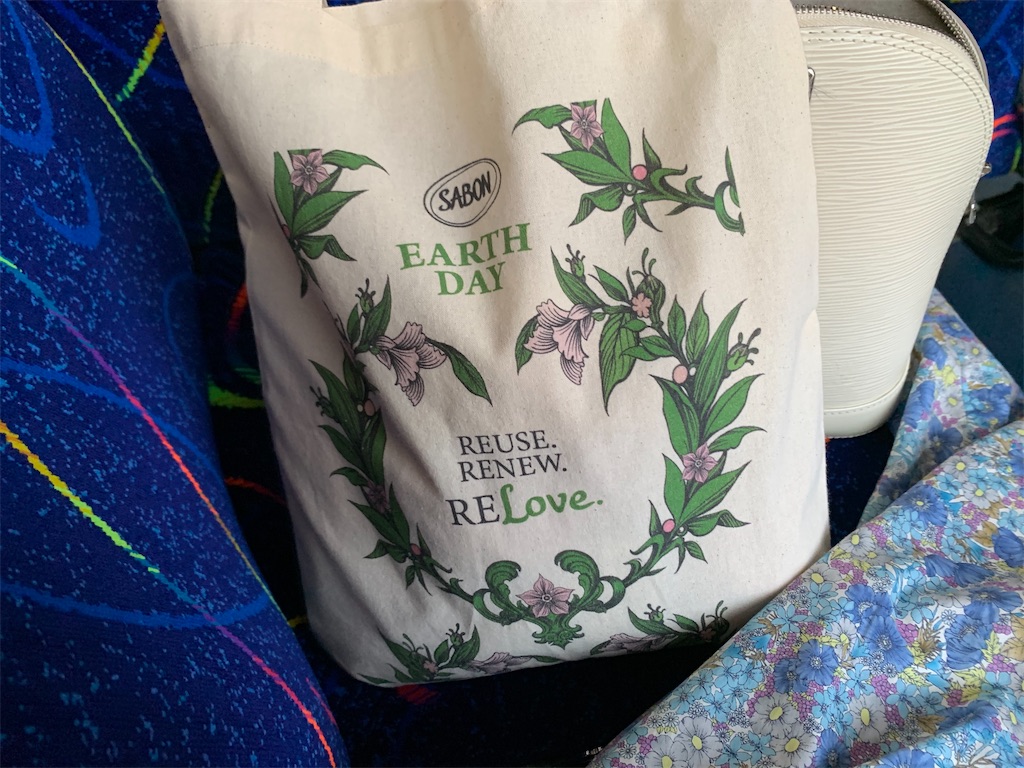 SABON
EARTH
DAY
REUSE.
RENEW.
RELove.